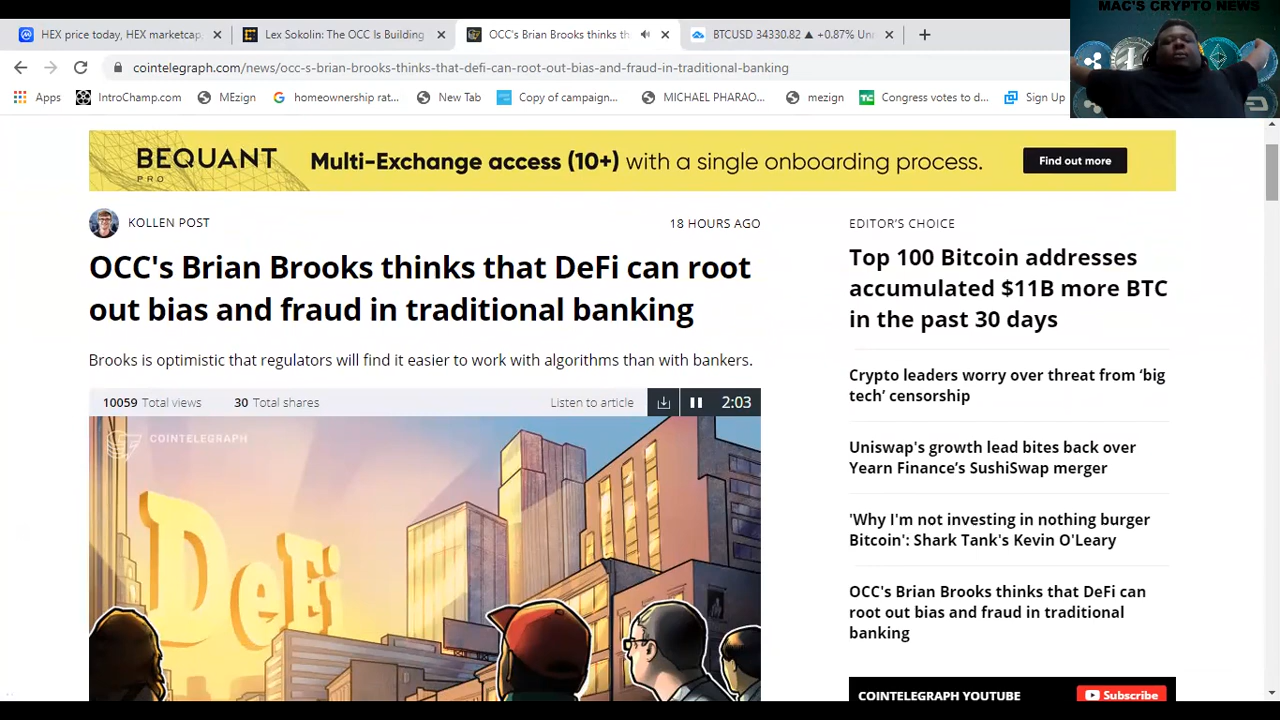 MAC'S CRYPTO NEWS
HEX price today, HEX marketcap,
Lex Sokolin: The OCC Is Building
OCC's Brian Brooks thinks th
BTCUSD 34330.82 ▲ +0.87% Un
cointelegraph.com/news/occ-s-brian-brooks-thinks-that-defi-can-root-out-bias-and-fraud-in-traditional-banking
Apps
IntroChamp.com
MEzign
homeownership rat...
New Tab
Copy of campaign...
MICHAEL PHARAO...
mezign
Congress votes to d...
Sign Up
BEQUANT
PRO
Multi-Exchange access (10+) with a single onboarding process.
Find out more
KOLLEN POST
18 HOURS AGO
OCC's Brian Brooks thinks that DeFi can root
out bias and fraud in traditional banking
Brooks is optimistic that regulators will find it easier to work with algorithms than with bankers.
10059 Total views
30 Total shares
Listen to article
2:03
COINTELEGRAPH
DeFi
EDITOR'S CHOICE
Top 100 Bitcoin addresses
accumulated $11B more BTC
in the past 30 days
Crypto leaders worry over threat from ‘big
tech’ censorship
Uniswap's growth lead bites back over
Yearn Finance’s SushiSwap merger
'Why I'm not investing in nothing burger
Bitcoin': Shark Tank's Kevin O'Leary
OCC's Brian Brooks thinks that DeFi can
root out bias and fraud in traditional
banking
COINTELEGRAPH YOUTUBE
Subscribe